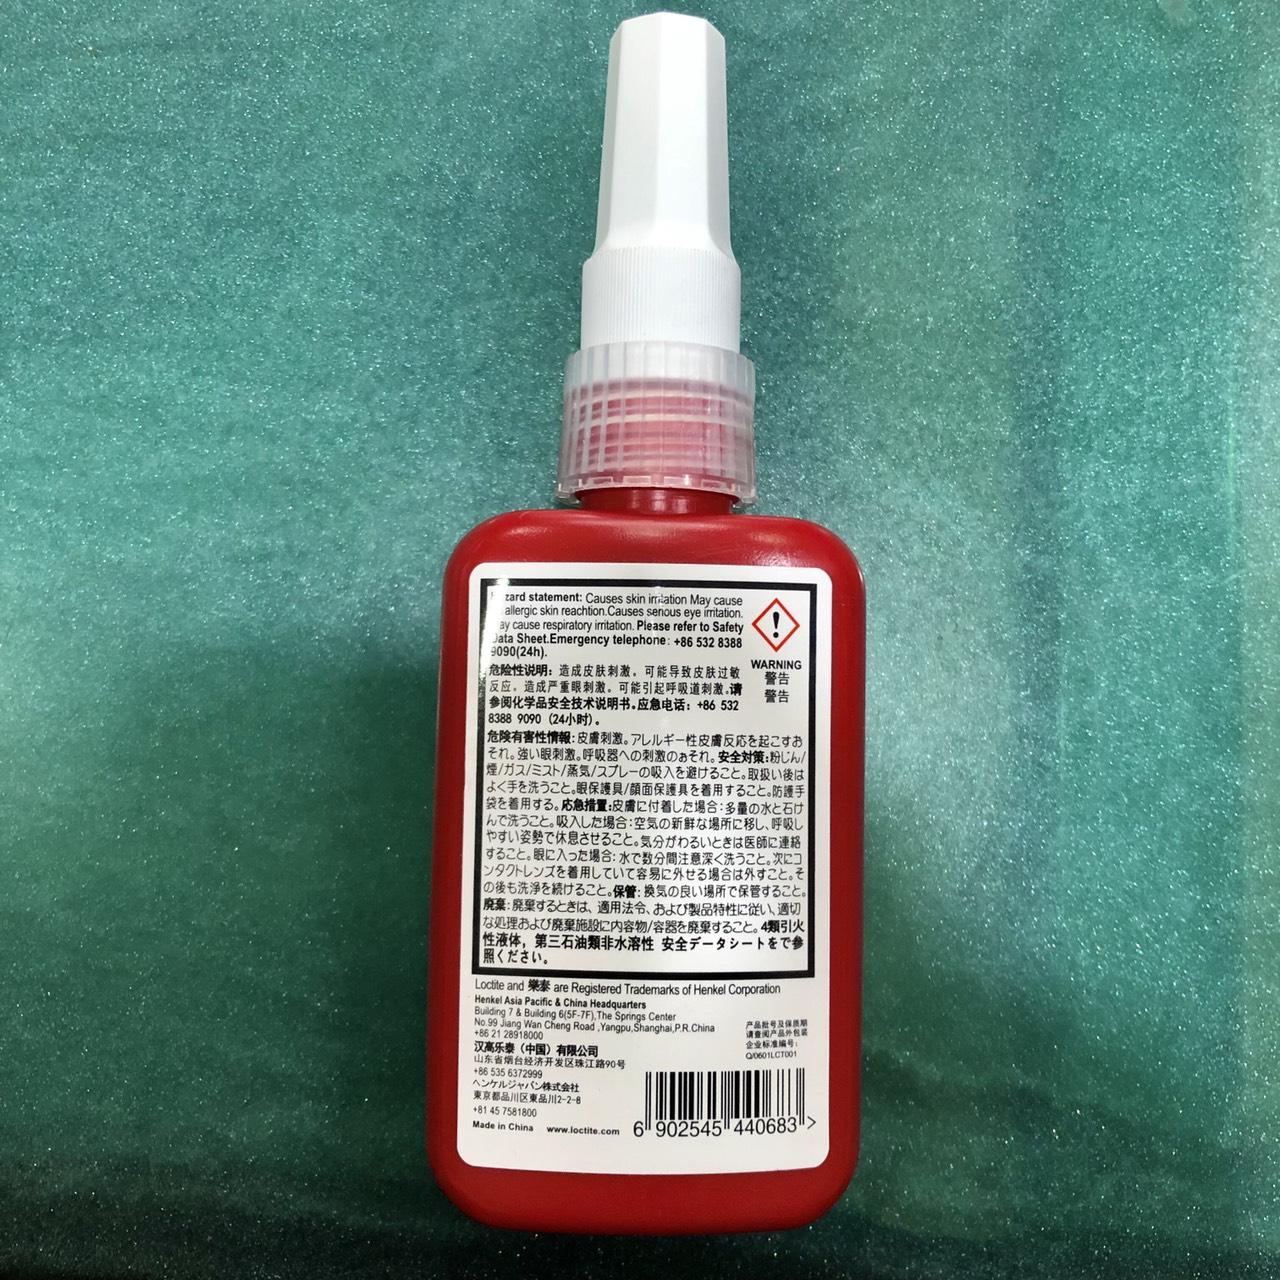 Hazard statement: Causes skin irritation May cause
allergic skin reachtion.Causes serious eye irritation.
May cause respiratory irritation. Please refer to Safety
Data Sheet.Emergency telephone: +86 532 8388
9090(24h).
WARNING
警告
警告
危险性说明: 造成皮肤刺激。可能导致皮肤过敏
反应。造成严重眼刺激。可能引起呼吸道刺激。请
参阅化学品安全技术说明书。应急电话: +86 532
8388 9090 (24小时)。
危険有害性情報:皮膚刺激。アレルギー性皮膚反応を起こすお
それ。強い眼刺激。呼吸器への刺激のおそれ。安全対策:粉じん/
煙/ガス/ミスト/蒸気/スプレーの吸入を避けること。取扱い後は
よく手を洗うこと。眼保護具/顔面保護具を着用すること。防護手
袋を着用する。応急措置:皮膚に付着した場合:多量の水と石け
んで洗うこと。吸入した場合:空気の新鮮な場所に移し、呼吸し
やすい姿勢で休息させること。気分がわるいときは医師に連絡
すること。眼に入った場合:水で数分間注意深く洗うこと。次にコ
ンタクトレンズを着用していて容易に外せる場合は外すこと。そ
の後も洗浄を続けること。保管:換気の良い場所で保管すること。
廃棄:廃棄するときは、適用法令、および製品特性に従い、適切
な処理および廃棄施設に内容物/容器を廃棄すること。4類引火
性液体，第三石油類非水溶性 安全データシートをで参
照ください。
Loctite and 樂泰 are Registered Trademarks of Henkel Corporation
Henkel Asia Pacific & China Headquarters
Building 7 & Building 6(5F-7F),The Springs Center
No.99 Jiang Wan Cheng Road ,Yangpu,Shanghai,P.R.China
+86 21 28918000
汉高乐泰（中国）有限公司
山东省烟台经济开发区珠江路90号
+86 535 6372999
ヘンケルジャパン株式会社
東京都品川区東品川2-2-8
+81 45 7581800
Made in China www.loctite.com
产品批号及保质期
请查阅产品外包装
企业标准编号:
Q/0601LCT001
6 902545 440683 >